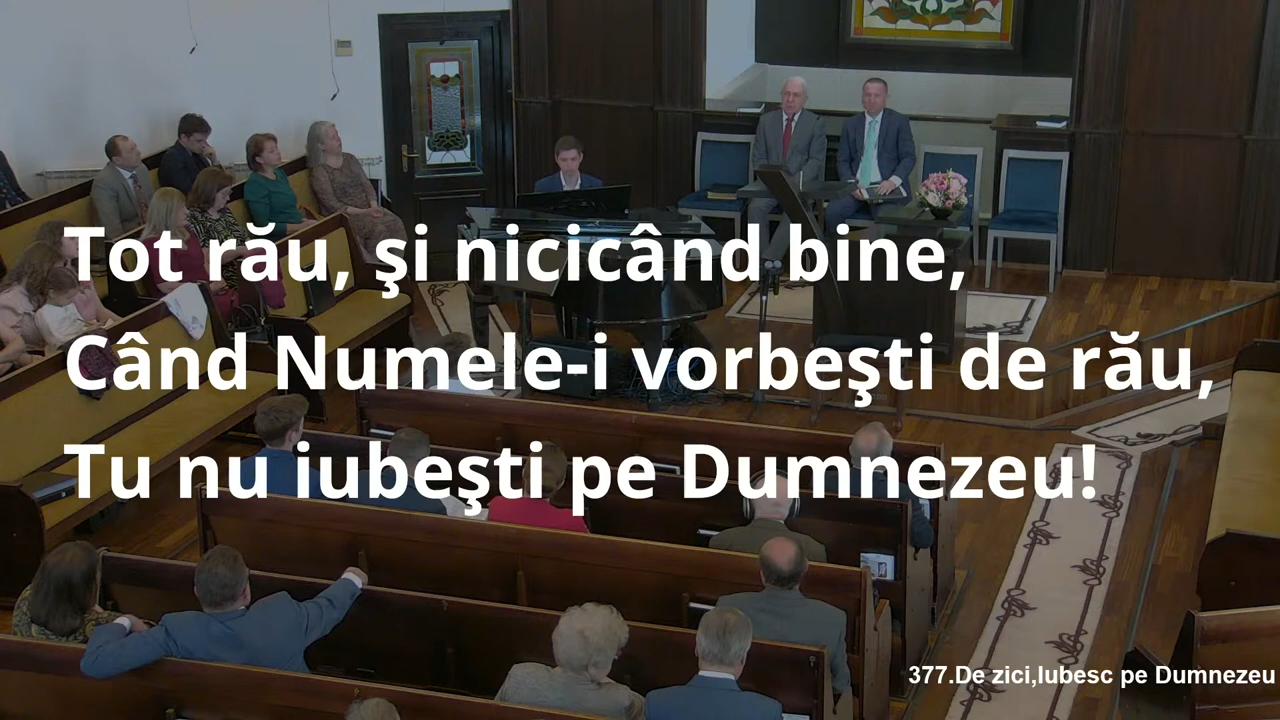 Tot rău, şi nicicând bine,
Când Numele-i vorbeşti de rău,
Tu nu iubeşti pe Dumnezeu!
377.De zici,Iubesc pe Dumnezeu